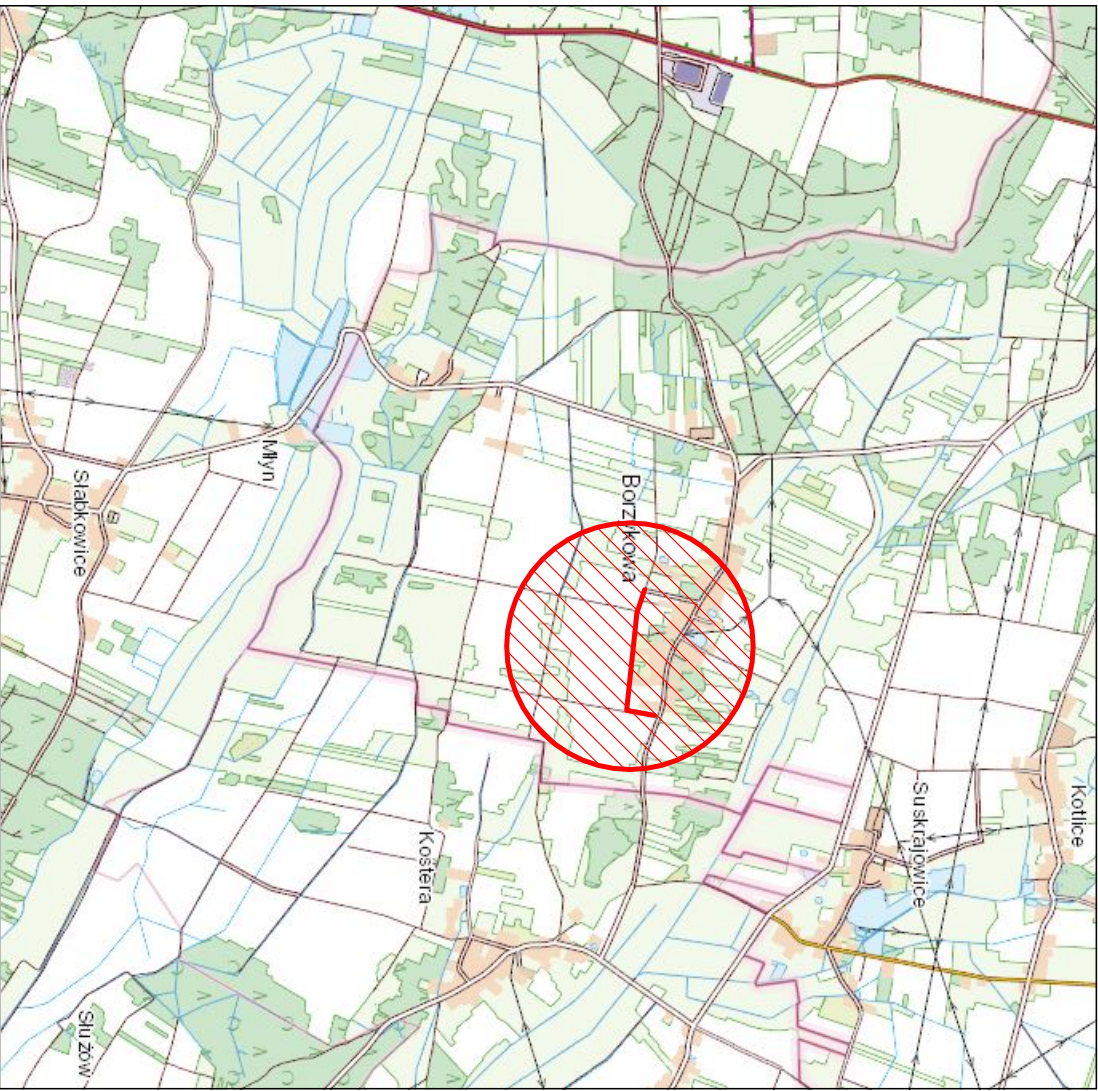 Kotlice
Suskrajowice
Borzykowa
Kostera
Młyn
Słabkowice
Służów